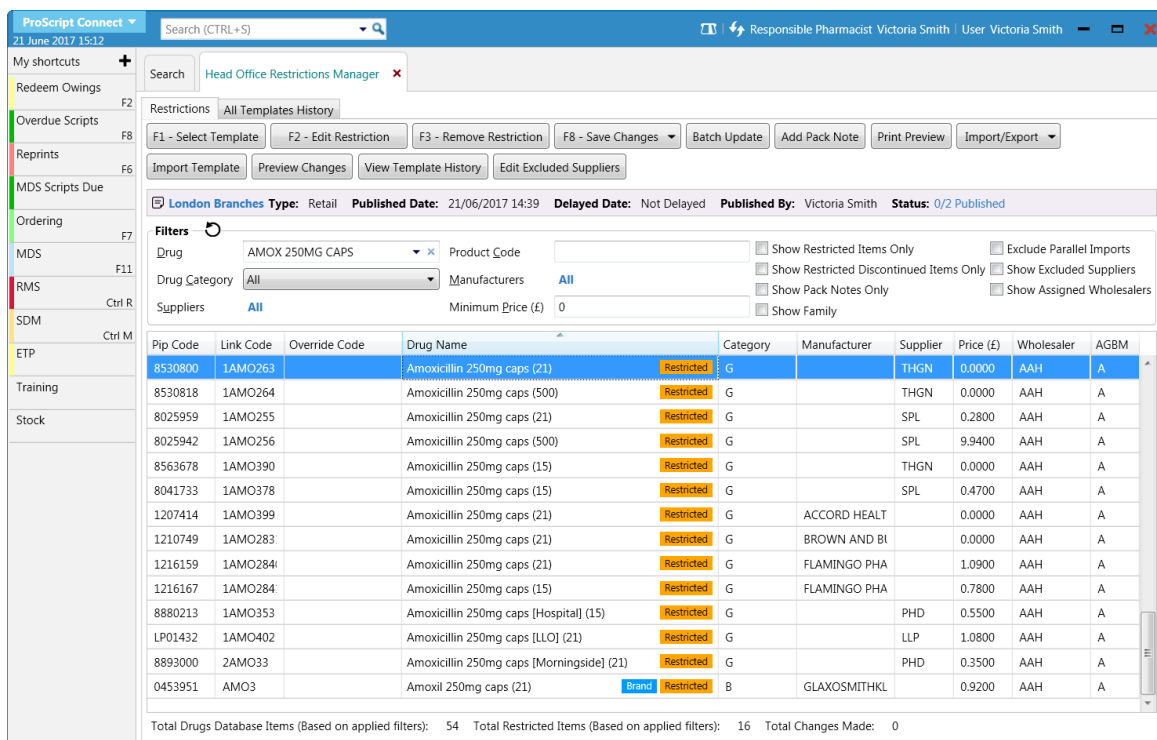 ProScript Connect
21 June 2017 15:12
Search (CTRL+S)
Responsible Pharmacist Victoria Smith User Victoria Smith
My shortcuts
Redeem Owings F2
Overdue Scripts F8
Reprints F6
MDS Scripts Due
Ordering F7
MDS F11
RMS Ctrl R
SDM Ctrl M
ETP
Training
Stock
Search Head Office Restrictions Manager
Restrictions All Templates History
F1 - Select Template F2 - Edit Restriction F3 - Remove Restriction F8 - Save Changes Batch Update Add Pack Note Print Preview Import/Export
Import Template Preview Changes View Template History Edit Excluded Suppliers
London Branches Type: Retail Published Date: 21/06/2017 14:39 Delayed Date: Not Delayed Published By: Victoria Smith Status: 0/2 Published
Filters
Drug AMOX 250MG CAPS Product Code Show Restricted Items Only Exclude Parallel Imports
Drug Category All Manufacturers All Show Restricted Discontinued Items Only Show Excluded Suppliers
Suppliers All Minimum Price (£) 0 Show Pack Notes Only Show Assigned Wholesalers
Show Family
Pip Code Link Code Override Code Drug Name Category Manufacturer Supplier Price (£) Wholesaler AGBM
8530800 1AMO263 Amoxicillin 250mg caps (21) Restricted G THGN 0.0000 AAH A
8530818 1AMO264 Amoxicillin 250mg caps (500) Restricted G THGN 0.0000 AAH A
8025959 1AMO255 Amoxicillin 250mg caps (21) Restricted G SPL 0.2800 AAH A
8025942 1AMO256 Amoxicillin 250mg caps (500) Restricted G SPL 9.9400 AAH A
8563678 1AMO390 Amoxicillin 250mg caps (15) Restricted G THGN 0.0000 AAH A
8041733 1AMO378 Amoxicillin 250mg caps (15) Restricted G SPL 0.4700 AAH A
1207414 1AMO399 Amoxicillin 250mg caps (21) Restricted G ACCORD HEALT 0.0000 AAH A
1210749 1AMO283 Amoxicillin 250mg caps (21) Restricted G BROWN AND BU 0.0000 AAH A
1216159 1AMO284 Amoxicillin 250mg caps (21) Restricted G FLAMINGO PHA 1.0900 AAH A
1216167 1AMO284 Amoxicillin 250mg caps (15) Restricted G FLAMINGO PHA 0.7800 AAH A
8880213 1AMO353 Amoxicillin 250mg caps [Hospital] (15) Restricted G PHD 0.5500 AAH A
LP01432 1AMO402 Amoxicillin 250mg caps [LLO] (21) Restricted G LLP 1.0800 AAH A
8893000 2AMO33 Amoxicillin 250mg caps [Morningside] (21) Restricted G PHD 0.3500 AAH A
0453951 AMO3 Amoxil 250mg caps (21) Brand Restricted B GLAXOSMITHKL 0.9200 AAH A
Total Drugs Database Items (Based on applied filters): 54 Total Restricted Items (Based on applied filters): 16 Total Changes Made: 0